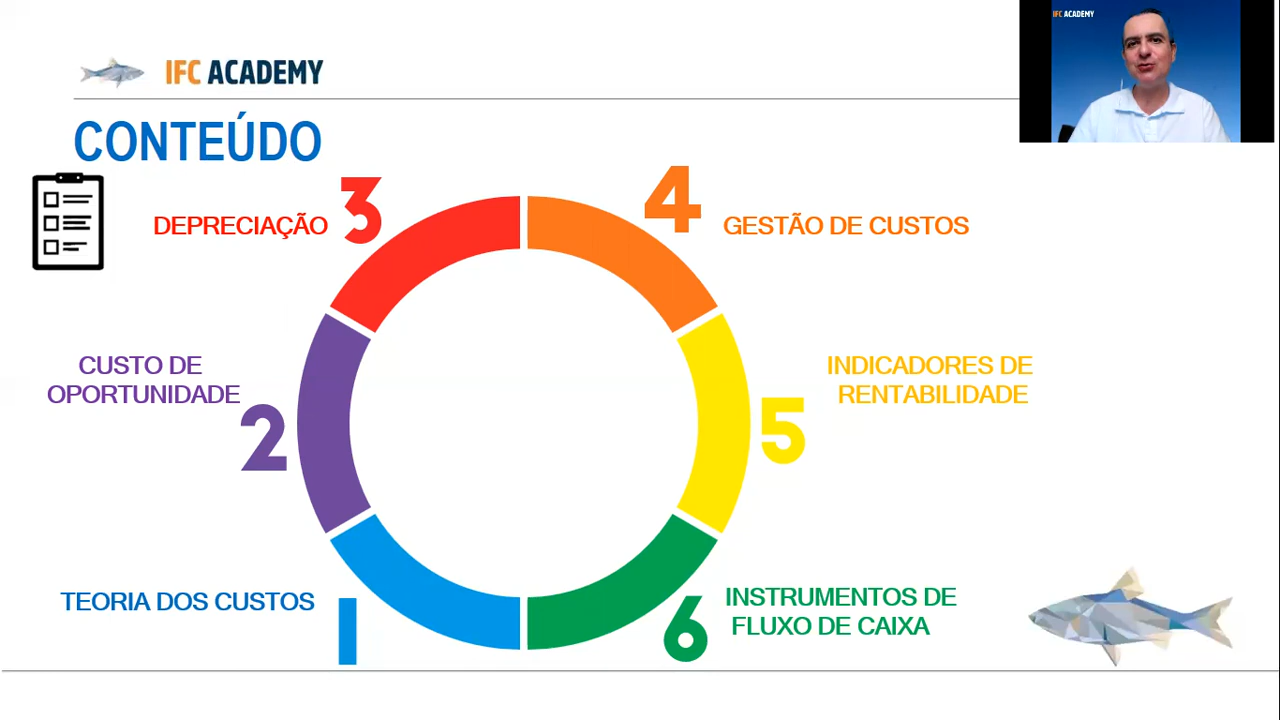 IFC ACADEMY
IFC ACADEMY
CONTEÚDO
3
DEPRECIAÇÃO
4
GESTÃO DE CUSTOS
CUSTO DE
OPORTUNIDADE
2
INDICADORES DE
RENTABILIDADE
5
TEORIA DOS CUSTOS
1
INSTRUMENTOS DE
FLUXO DE CAIXA
6